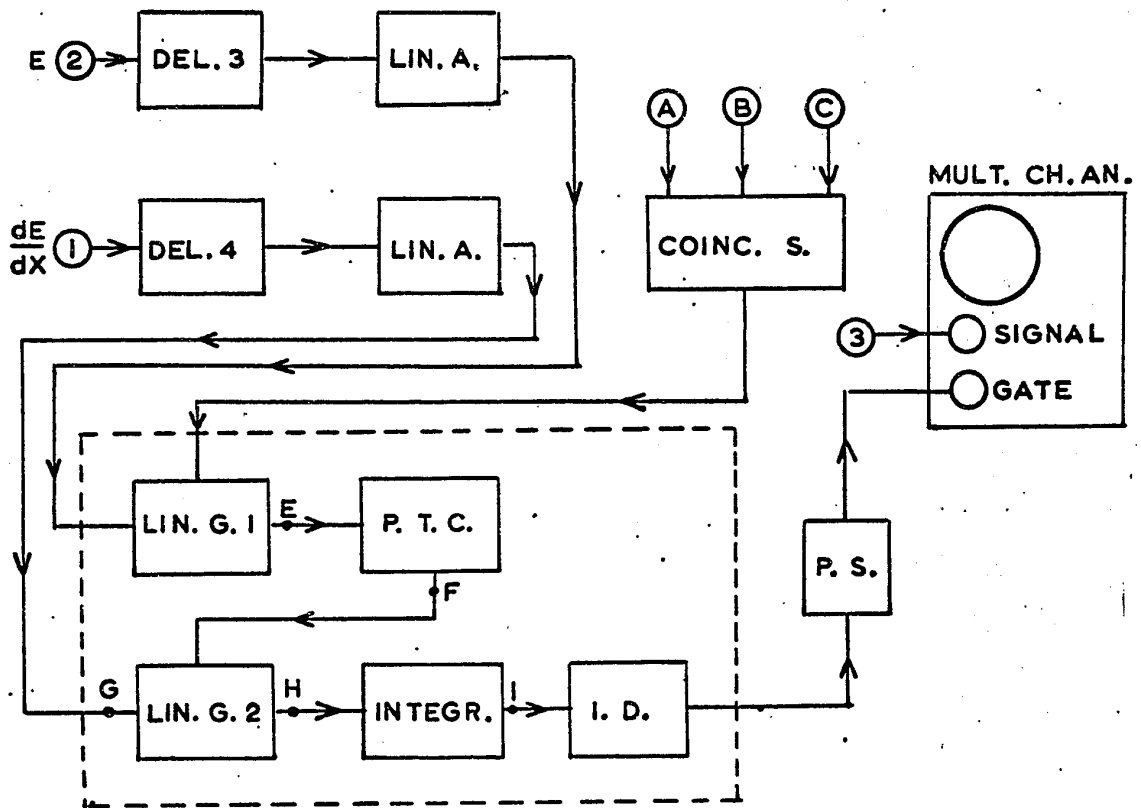 E 2 DEL. 3 LIN. A.
A B C
MULT. CH. AN.
dE
dX 1 DEL. 4 LIN. A. COINC. S.
3 SIGNAL
GATE
LIN. G. 1 E P. T. C.
P. S.
F
G LIN. G. 2 H INTEGR. I I. D.